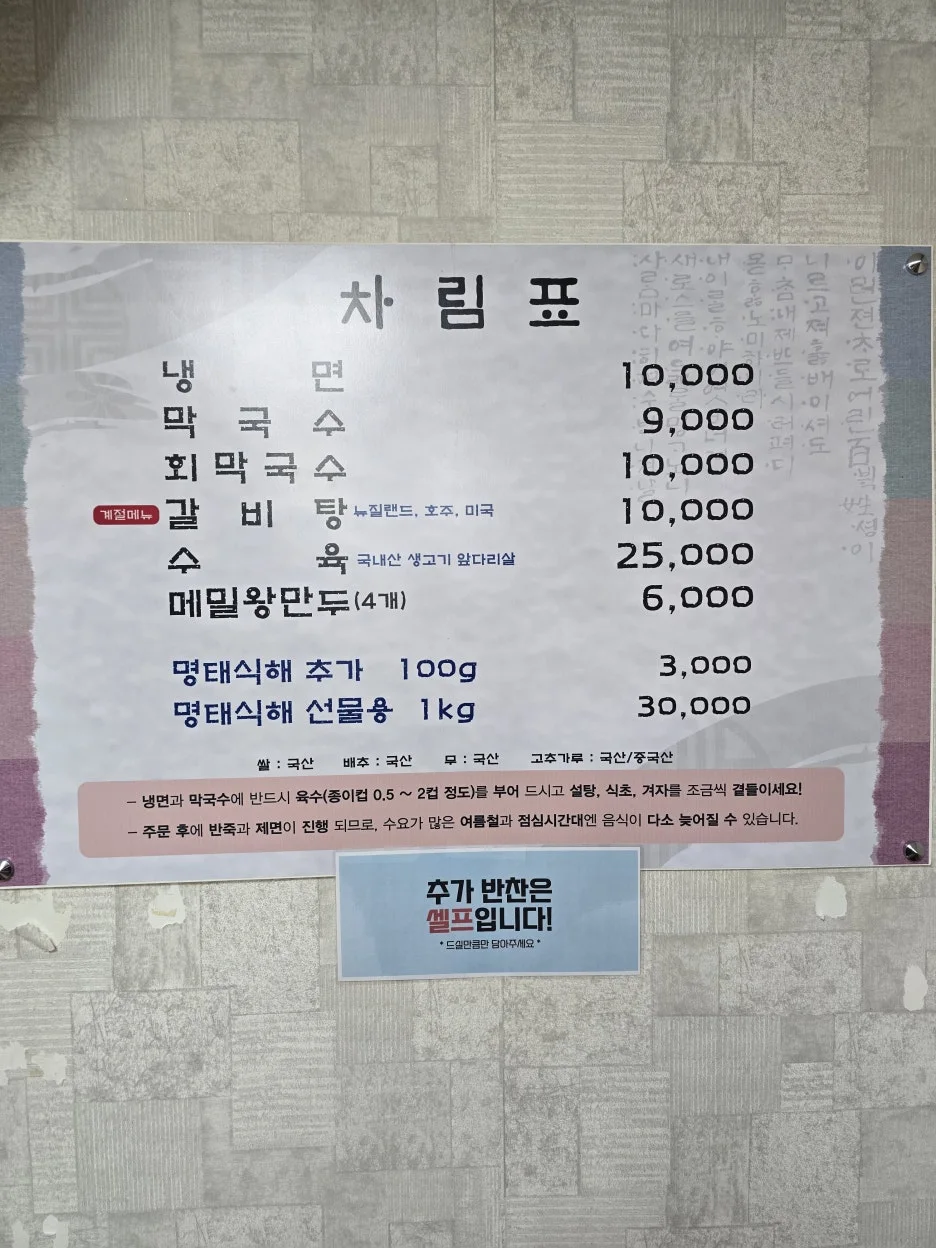 차림표
냉면 10,000
막국수 9,000
회막국수 10,000
계절메뉴 갈비탕 뉴질랜드, 호주, 미국 10,000
수육 국내산 생고기 앞다리살 25,000
메밀왕만두(4개) 6,000
명태식해 추가 100g 3,000
명태식해 선물용 1kg 30,000
쌀 : 국산 배추 : 국산 무 : 국산 고추가루 : 국산/중국산
- 냉면과 막국수에 반드시 육수(종이컵 0.5 ~ 2컵 정도)를 부어 드시고 설탕, 식초, 겨자를 조금씩 곁들이세요!
- 주문 후에 반죽과 제면이 진행 되므로, 수요가 많은 여름철과 점심시간대엔 음식이 다소 늦어질 수 있습니다.
추가 반찬은
셀프입니다!
* 드실만큼만 담아주세요 *